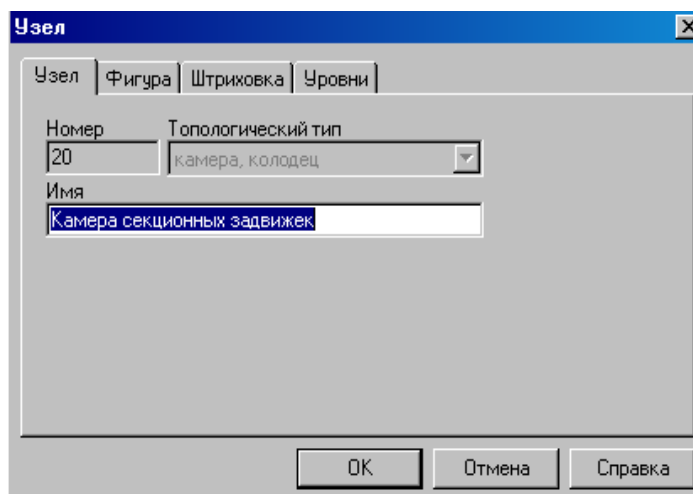 Узел
Узел Фигура Штриховка Уровни
Номер Топологический тип
20 камера, колодец
Имя
Камера секционных задвижек
OK Отмена Справка